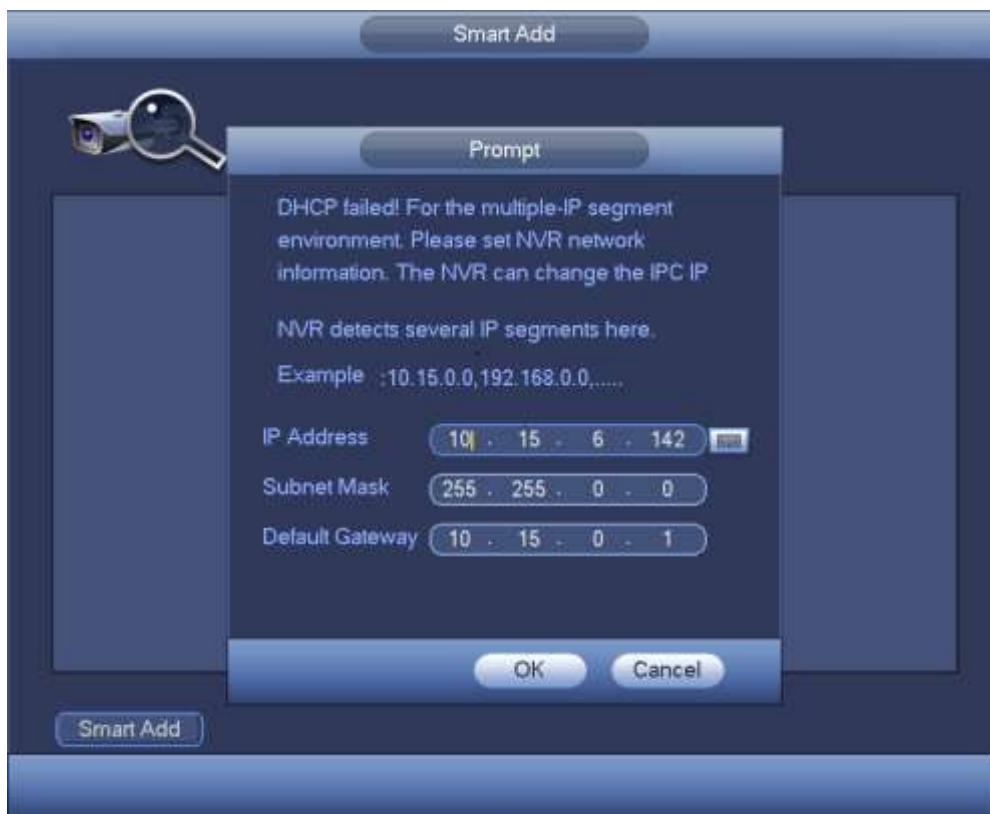 Smart Add
Prompt
DHCP failed! For the multiple-IP segment
environment. Please set NVR network
information. The NVR can change the IPC IP
NVR detects several IP segments here.
Example :10.15.0.0,192.168.0.0,.....
IP Address 10 . 15 . 6 . 142
Subnet Mask 255 . 255 . 0 . 0
Default Gateway 10 . 15 . 0 . 1
OK Cancel
Smart Add